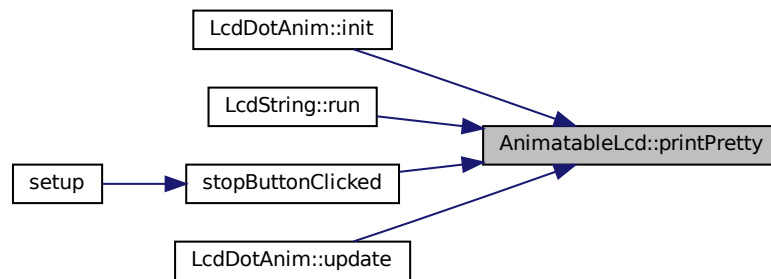 LcdDotAnim::init
LcdString::run
AnimatableLcd::printPretty
setup
stopButtonClicked
LcdDotAnim::update